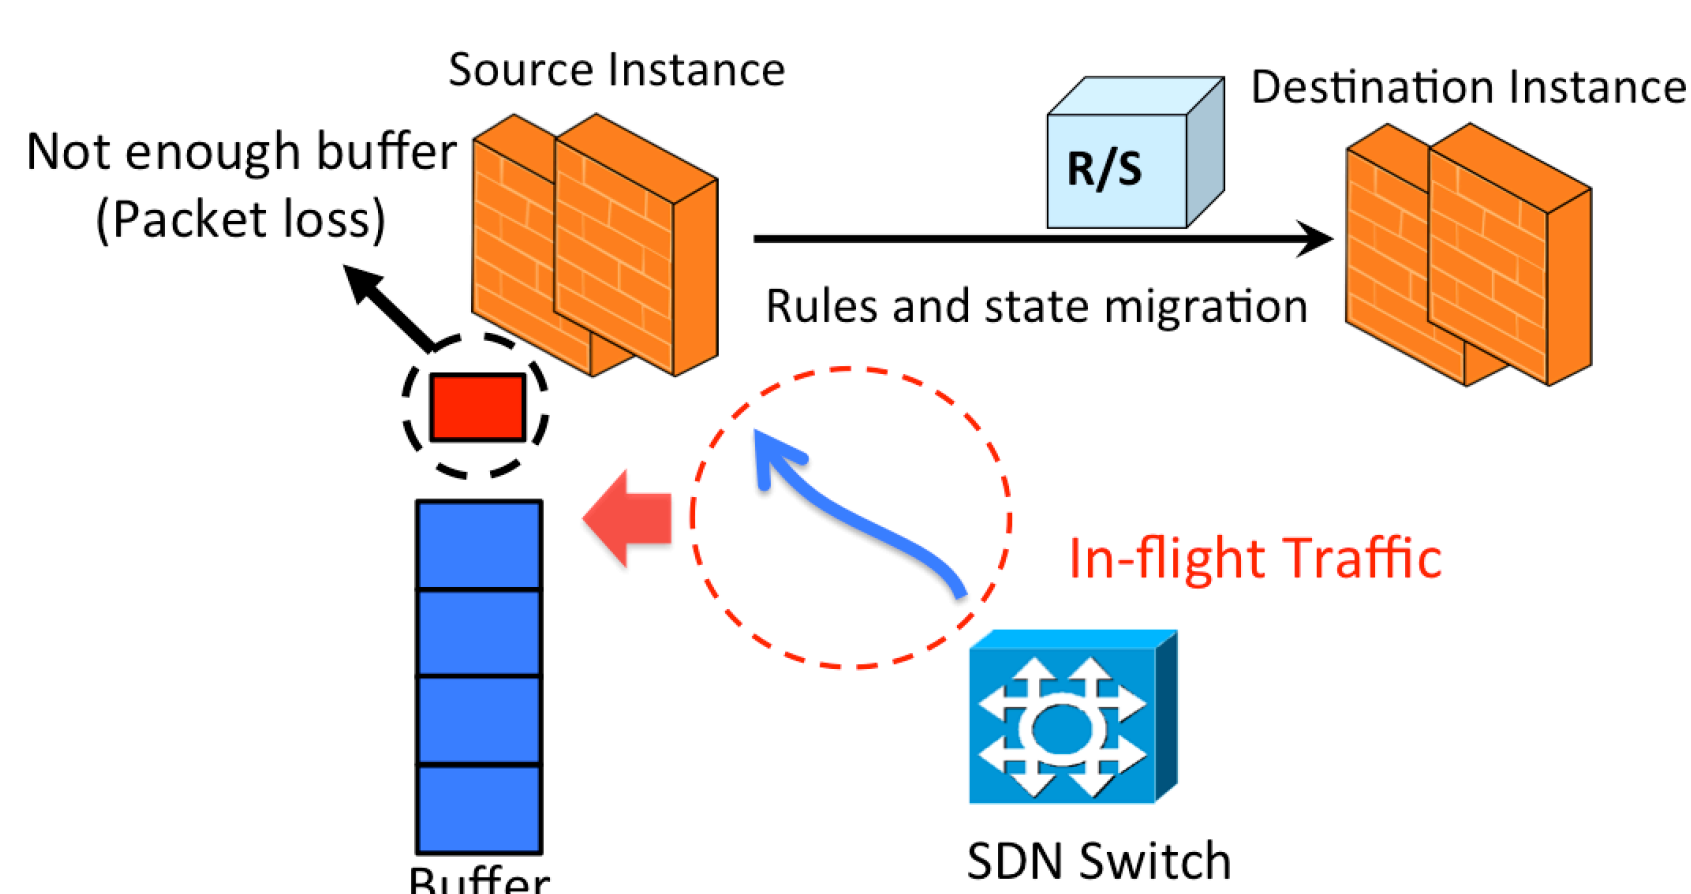 Source Instance
Destination Instance
Not enough buffer
(Packet loss)
R/S
Rules and state migration
In-flight Traffic
SDN Switch
Buffer